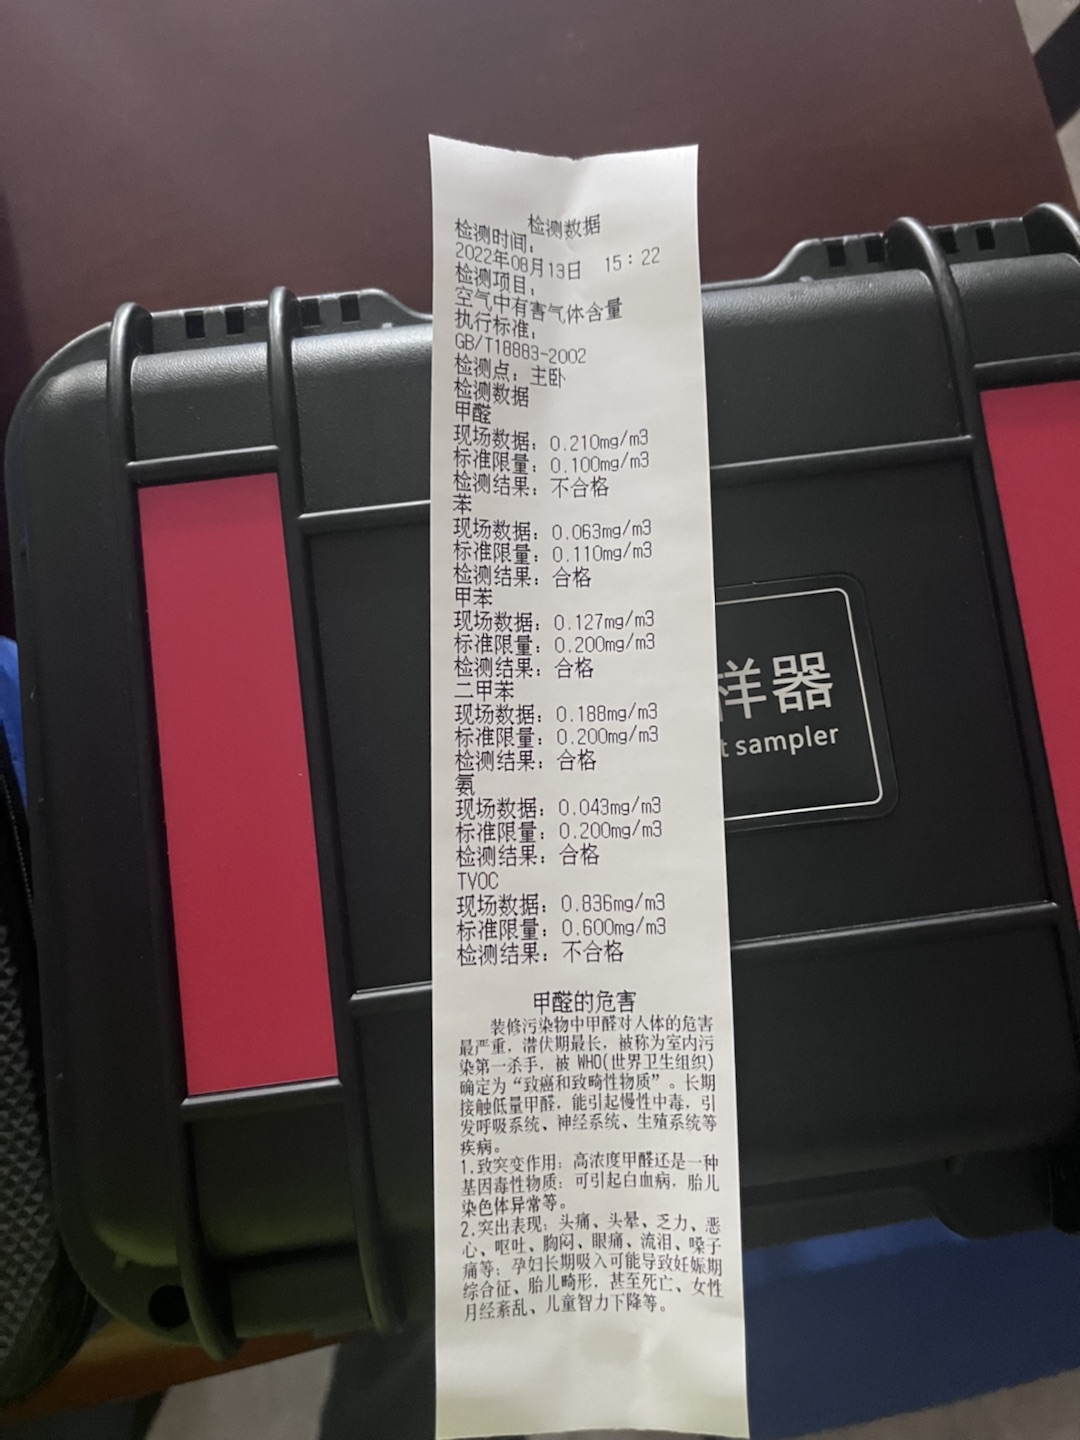 检测数据
检测时间：
2022年08月13日 15：22
检测项目：
空气中有害气体含量
执行标准：
GB/T18883-2002
检测点：主卧
检测数据
甲醛
现场数据：0.210mg/m3
标准限量：0.100mg/m3
检测结果：不合格
苯
现场数据：0.063mg/m3
标准限量：0.110mg/m3
检测结果：合格
甲苯
现场数据：0.127mg/m3
标准限量：0.200mg/m3
检测结果：合格
二甲苯
现场数据：0.188mg/m3
标准限量：0.200mg/m3
检测结果：合格
氨
现场数据：0.043mg/m3
标准限量：0.200mg/m3
检测结果：合格
TVOC
现场数据：0.836mg/m3
标准限量：0.600mg/m3
检测结果：不合格
甲醛的危害
装修污染物中甲醛对人体的危害
最严重，潜伏期最长，被称为室内污
染第一杀手，被 WHO(世界卫生组织)
确定为“致癌和致畸性物质”。长期
接触低量甲醛，能引起慢性中毒，引
发呼吸系统、神经系统、生殖系统等
疾病。
1.致突变作用：高浓度甲醛还是一种
基因毒性物质：可引起白血病，胎儿
染色体异常等。
2.突出表现：头痛、头晕、乏力、恶
心、呕吐、胸闷、眼痛、流泪、嗓子
痛等；孕妇长期吸入可能导致妊娠期
综合征、胎儿畸形，甚至死亡、女性
月经紊乱、儿童智力下降等。
样器
t sampler